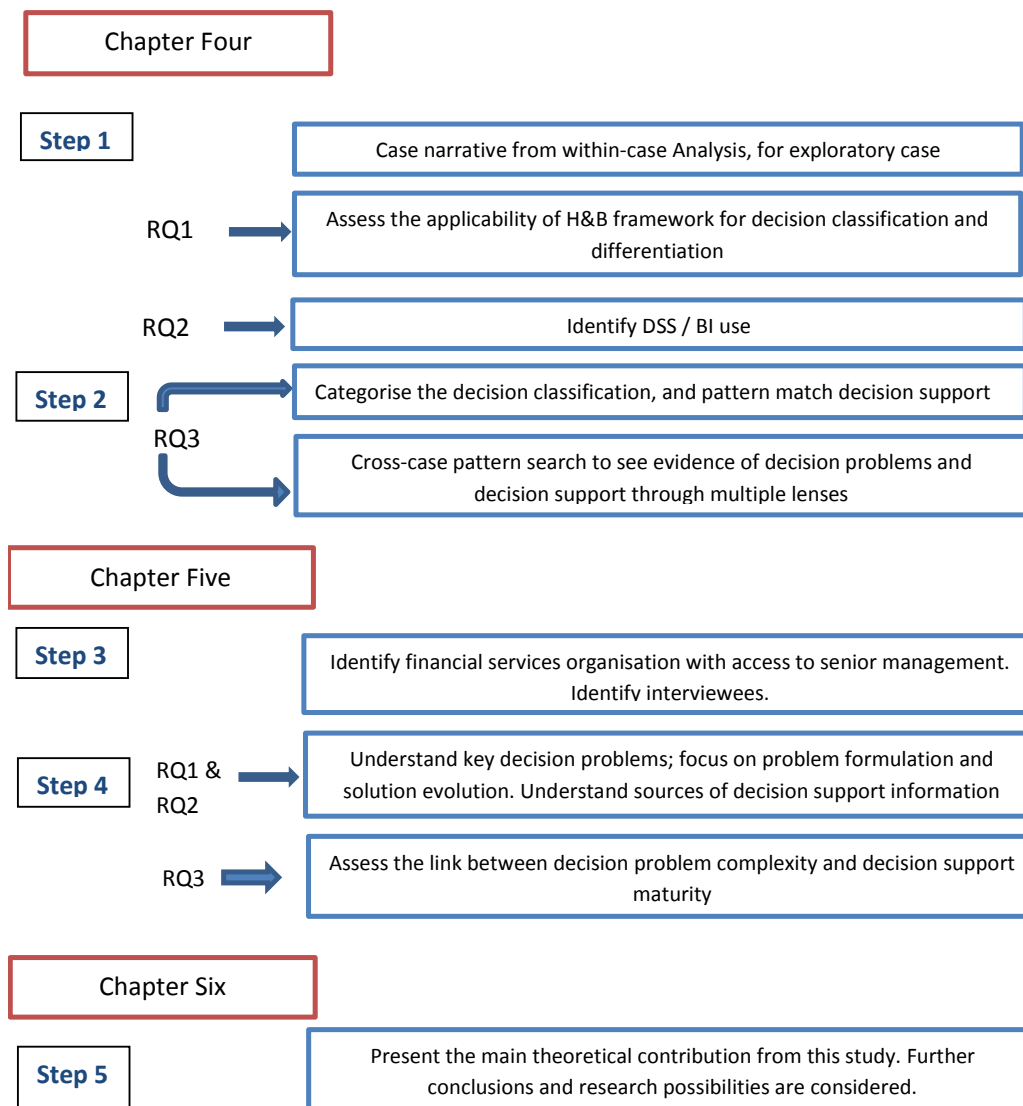 Chapter Four
Step 1
Case narrative from within-case Analysis, for exploratory case
RQ1
Assess the applicability of H&B framework for decision classification and
differentiation
RQ2
Identify DSS / BI use
Step 2
Categorise the decision classification, and pattern match decision support
RQ3
Cross-case pattern search to see evidence of decision problems and
decision support through multiple lenses
Chapter Five
Step 3
Identify financial services organisation with access to senior management.
Identify interviewees.
Step 4
RQ1 &
RQ2
Understand key decision problems; focus on problem formulation and
solution evolution. Understand sources of decision support information
RQ3
Assess the link between decision problem complexity and decision support
maturity
Chapter Six
Step 5
Present the main theoretical contribution from this study. Further
conclusions and research possibilities are considered.